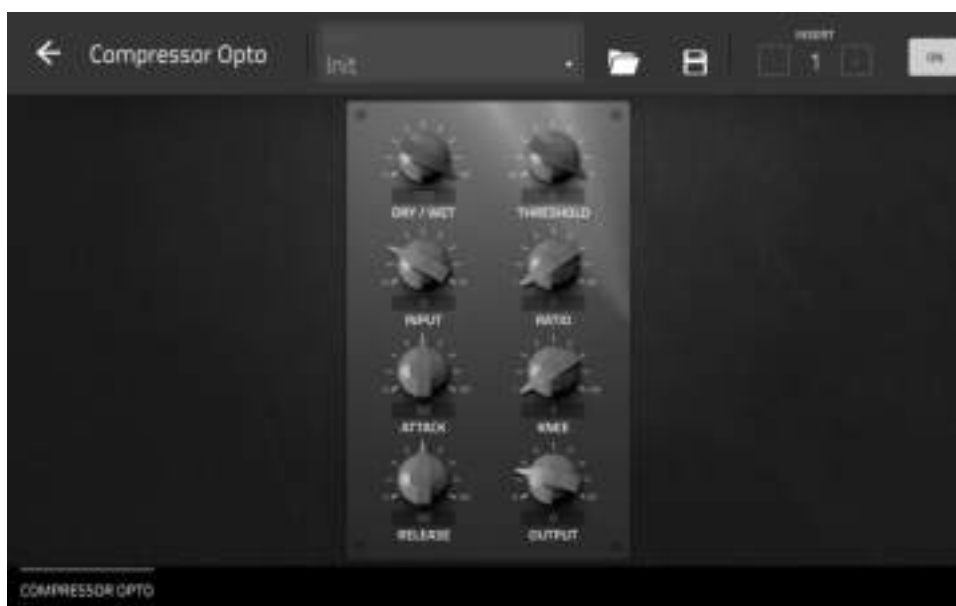 Compressor Opto
Init
INSERT
1
ON
DRY / WET
THRESHOLD
INPUT
RATIO
ATTACK
KNEE
RELEASE
OUTPUT
COMPRESSOR OPTO